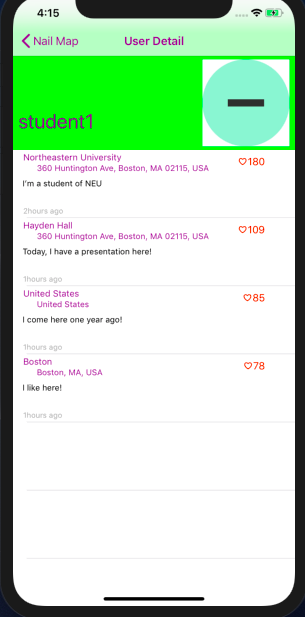 4:15
Nail Map
User Detail
student1
Northeastern University
♡180
360 Huntington Ave, Boston, MA 02115, USA
I'm a student of NEU
2hours ago
Hayden Hall
♡109
360 Huntington Ave, Boston, MA 02115, USA
Today, I have a presentation here!
1hours ago
United States
♡85
United States
I come here one year ago!
1hours ago
Boston
♡78
Boston, MA, USA
I like here!
1hours ago